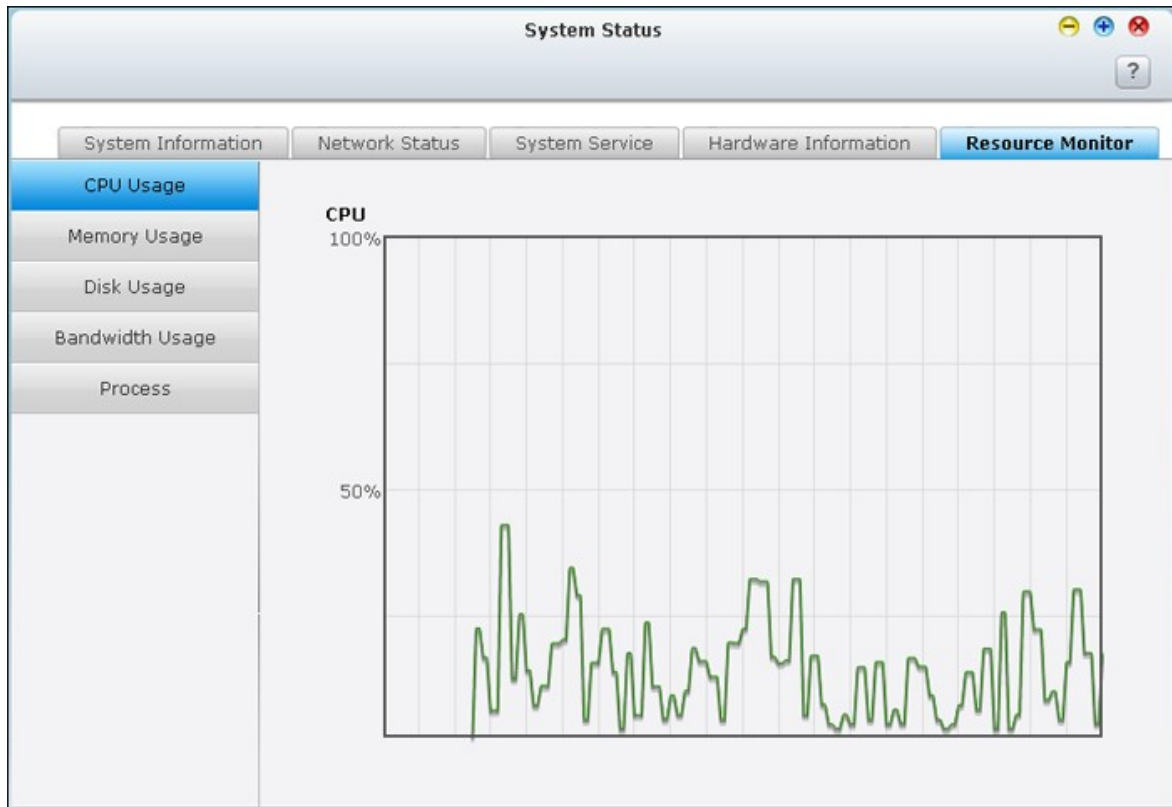 System Status
?
System Information
Network Status
System Service
Hardware Information
Resource Monitor
CPU Usage
Memory Usage
Disk Usage
Bandwidth Usage
Process
CPU
100%
50%